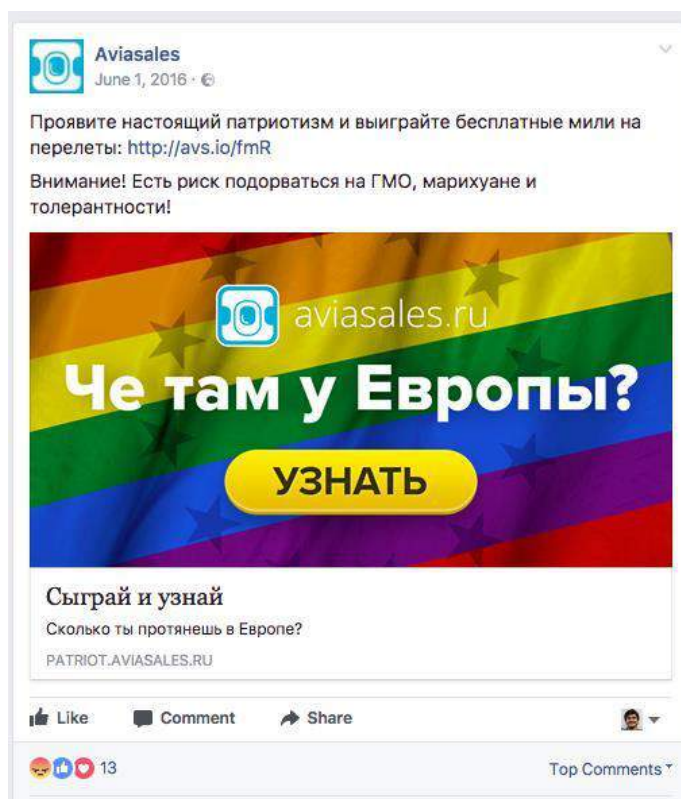 Aviasales
June 1, 2016 ·
Проявите настоящий патриотизм и выиграйте бесплатные мили на
перелеты: http://avs.io/fmR
Внимание! Есть риск подорваться на ГМО, марихуане и
толерантности!
aviasales.ru
Че там у Европы?
УЗНАТЬ
Сыграй и узнай
Сколько ты протянешь в Европе?
PATRIOT.AVIASALES.RU
Like Comment Share
13 Top Comments